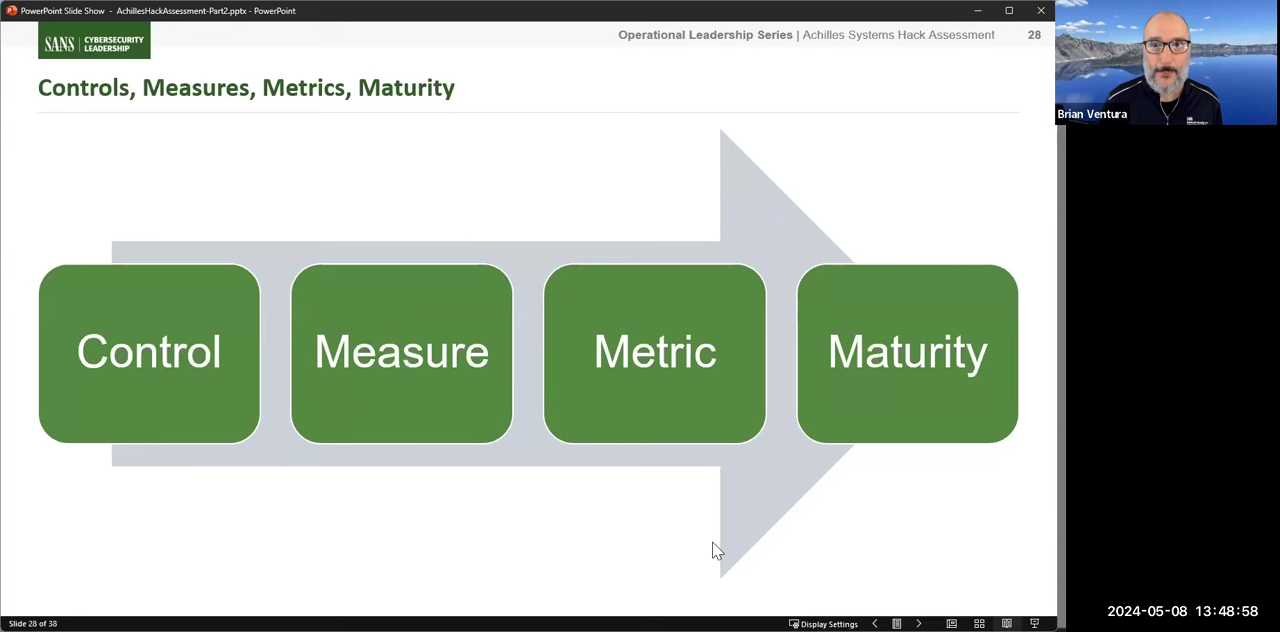 PowerPoint Slide Show - AchillesHackAssessment-Part2.pptx - PowerPoint
SANS | CYBERSECURITY
LEADERSHIP
Operational Leadership Series | Achilles Systems Hack Assessment 28
Controls, Measures, Metrics, Maturity
Control
Measure
Metric
Maturity
Brian Ventura
2024-05-08 13:48:58
Slide 28 of 38
Display Settings